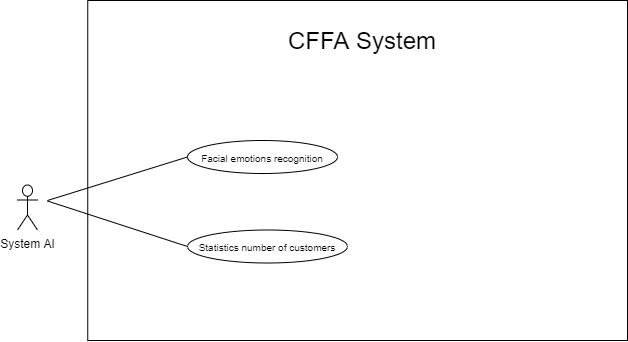 CFFA System
Facial emotions recognition
System AI
Statistics number of customers